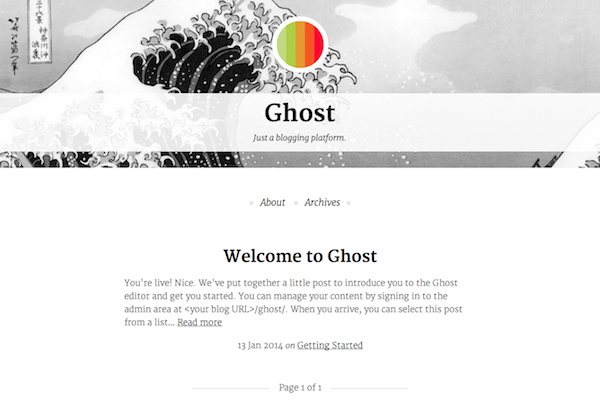 Ghost
Just a blogging platform.
About
Archives
Welcome to Ghost
You're live! Nice. We've put together a little post to introduce you to the Ghost
editor and get you started. You can manage your content by signing in to the
admin area at <your blog URL>/ghost/. When you arrive, you can select this post
from a list... Read more
13 Jan 2014 on Getting Started
Page 1 of 1